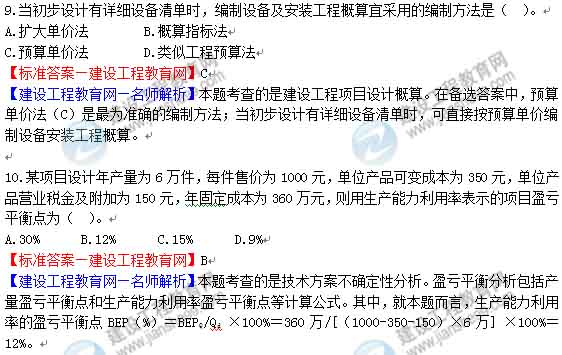 9.当初步设计有详细设备清单时，编制设备及安装工程概算宜采用的编制方法是（ ）。
A.扩大单价法 B.概算指标法
C.预算单价法 D.类似工程预算法
【标准答案—建设工程教育网】C
【建设工程教育网—名师解析】本题考查的是建设工程项目设计概算。在备选答案中，预算
单价法（C）是最为准确的编制方法；当初步设计有详细设备清单时，可直接按预算单价编
制设备安装工程概算。
10.某项目设计年产量为 6 万件，每件售价为 1000 元，单位产品可变成本为 350 元，单位产
品营业税金及附加为 150 元，年固定成本为 360 万元，则用生产能力利用率表示的项目盈亏
平衡点为（ ）。
A.30% B.12% C.15% D.9%
【标准答案—建设工程教育网】B
【建设工程教育网—名师解析】本题考查的是技术方案不确定性分析。盈亏平衡分析包括产
量盈亏平衡点和生产能力利用率盈亏平衡点等计算公式。其中，就本题而言，生产能力利用
率的盈亏平衡点 BEP（%）＝BEPQ/Qd ×100%＝360 万/[（1000-350-150）×6 万] ×100%＝
12%。